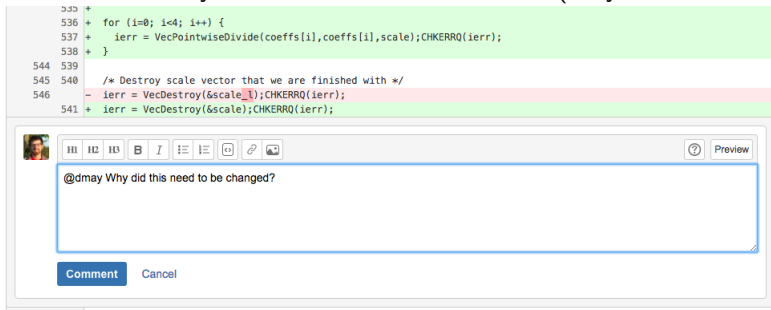 535 +
536 + for (i=0; i<4; i++) {
537 + ierr = VecPointwiseDivide(coeffs[i],coeffs[i],scale);CHKERRQ(ierr);
538 + }
544 539
545 540 /* Destroy scale vector that we are finished with */
546 - ierr = VecDestroy(&scale_l);CHKERRQ(ierr);
541 + ierr = VecDestroy(&scale);CHKERRQ(ierr);
H1 H2 H3 B I Preview
@dmay Why did this need to be changed?
Comment Cancel